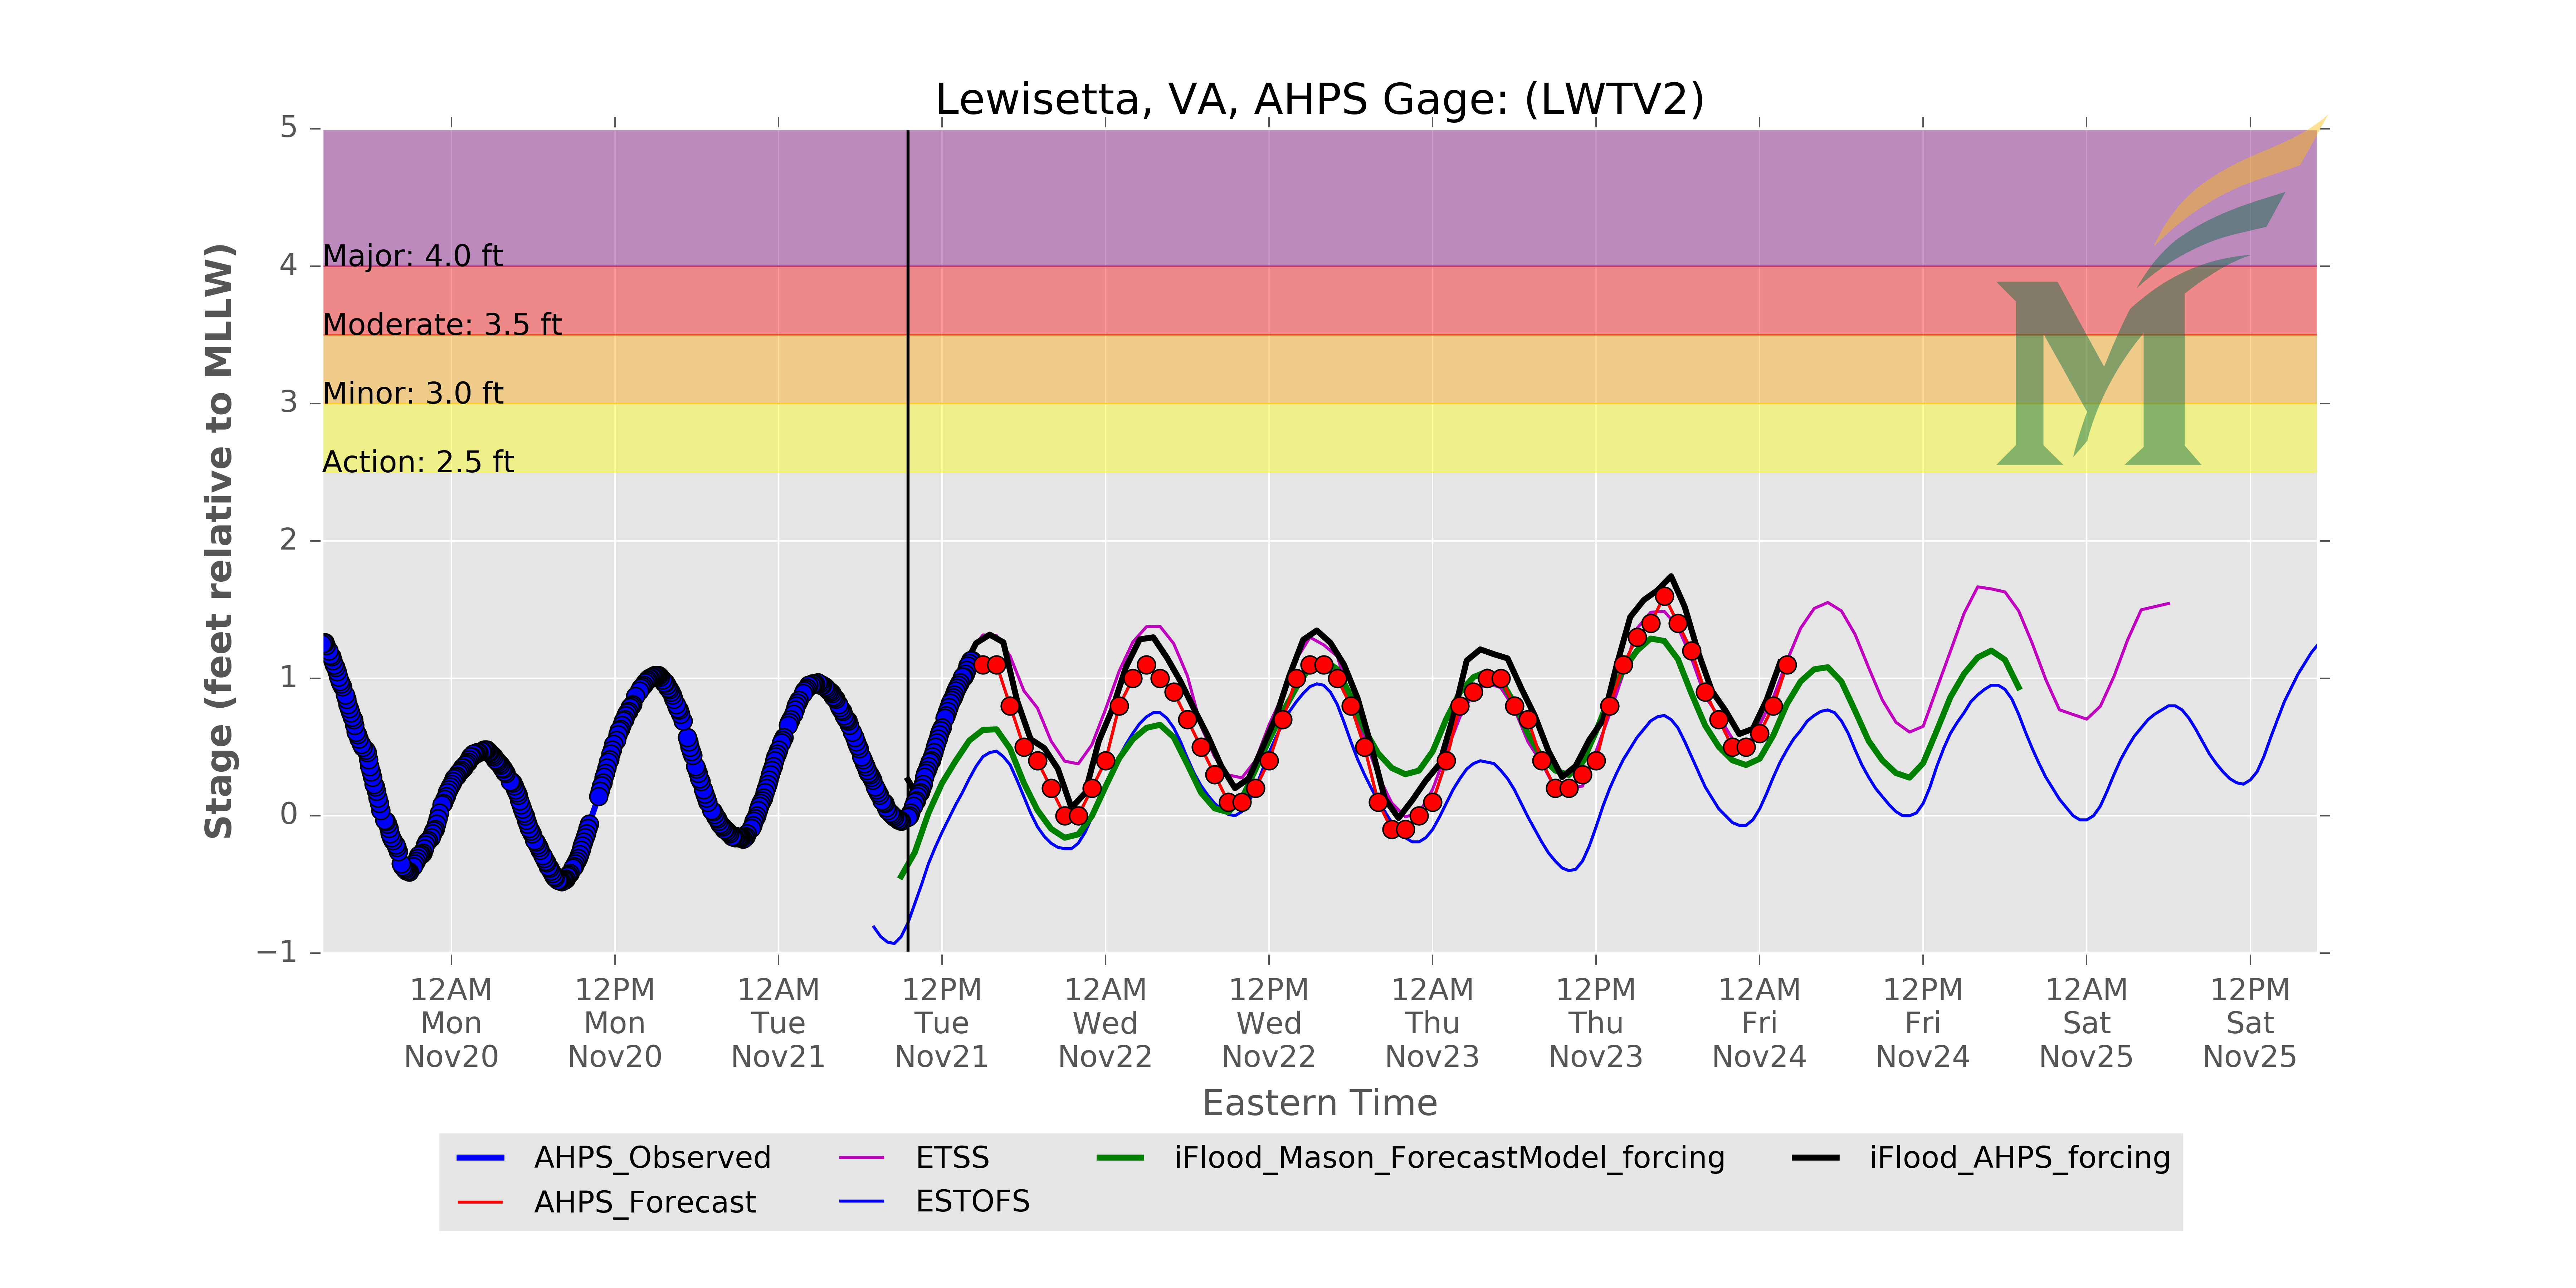 Lewisetta, VA, AHPS Gage: (LWTV2)
Stage (feet relative to MLLW)
5
4
3
2
1
0
−1
Major: 4.0 ft
Moderate: 3.5 ft
Minor: 3.0 ft
Action: 2.5 ft
M
12AM 12PM 12AM 12PM 12AM 12PM 12AM 12PM 12AM 12PM 12AM 12PM
Mon Mon Tue Tue Wed Wed Thu Thu Fri Fri Sat Sat
Nov20 Nov20 Nov21 Nov21 Nov22 Nov22 Nov23 Nov23 Nov24 Nov24 Nov25 Nov25
Eastern Time
AHPS_Observed ETSS iFlood_Mason_ForecastModel_forcing iFlood_AHPS_forcing
AHPS_Forecast ESTOFS